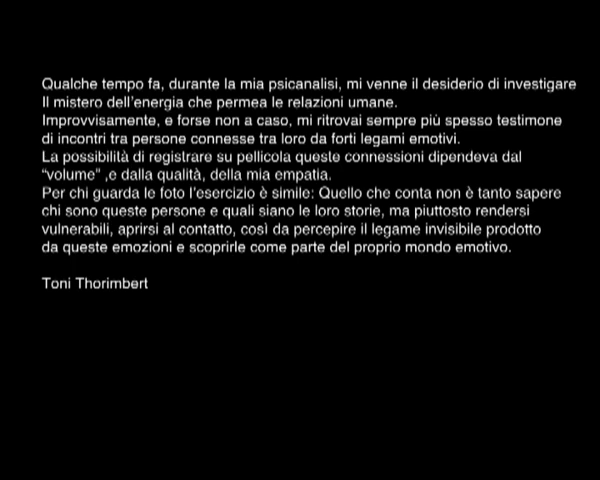 Qualche tempo fa, durante la mia psicanalisi, mi venne il desiderio di investigare
Il mistero dell'energia che permea le relazioni umane.
Improvvisamente, e forse non a caso, mi ritrovai sempre più spesso testimone
di incontri tra persone connesse tra loro da forti legami emotivi.
La possibilità di registrare su pellicola queste connessioni dipendeva dal
"volume" ,e dalla qualità, della mia empatia.
Per chi guarda le foto l'esercizio è simile: Quello che conta non è tanto sapere
chi sono queste persone e quali siano le loro storie, ma piuttosto rendersi
vulnerabili, aprirsi al contatto, così da percepire il legame invisibile prodotto
da queste emozioni e scoprirle come parte del proprio mondo emotivo.
Toni Thorimbert